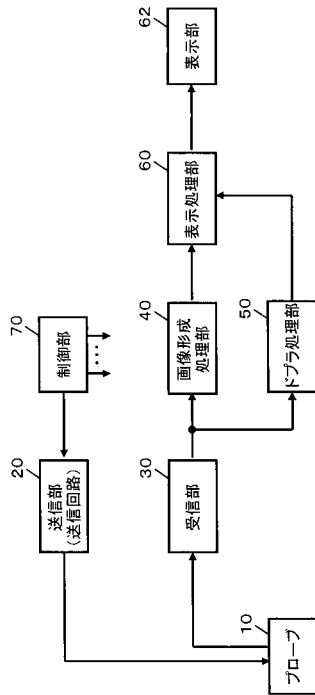 70
制御部
20
送信部
(送信回路)
62
表示部
60
表示処理部
40
画像形成
処理部
30
受信部
50
ドプラ処理部
10
プローブ